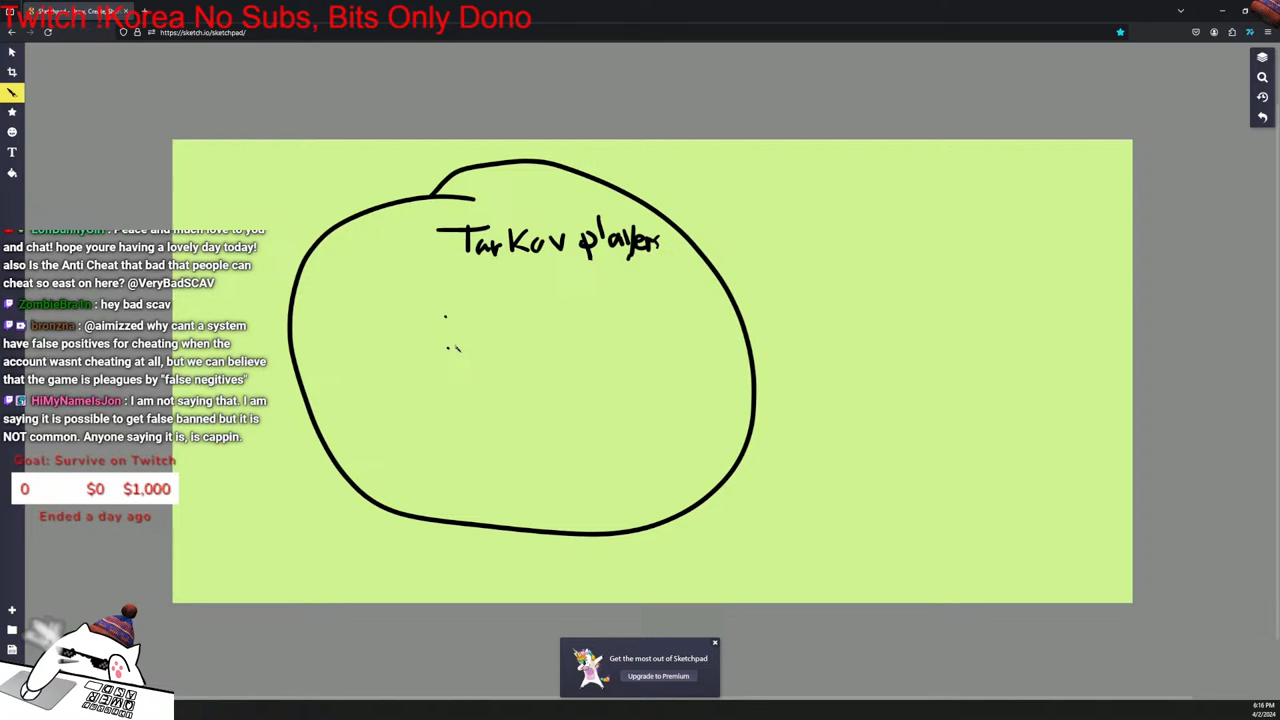 Twitch !Korea No Subs, Bits Only Dono
https://sketch.io/sketchpad/
Tarkov players
: Peace and much love to you
and chat! hope youre having a lovely day today!
also is the Anti Cheat that bad that people can
cheat so east on here? @VeryBadSCAV
ZombieBra1n : hey bad scav
bronzna : @aimizzed why cant a system
have false positives for cheating when the
account wasnt cheating at all, but we can believe
that the game is pleagues by "false negitives"
HiMyNameIsJon : I am not saying that. I am
saying it is possible to get false banned but it is
NOT common. Anyone saying it is, is cappin.
Goal: Survive on Twitch
0 $0 $1,000
Ended a day ago
Get the most out of Sketchpad
Upgrade to Premium
6:16 PM
4/2/2024